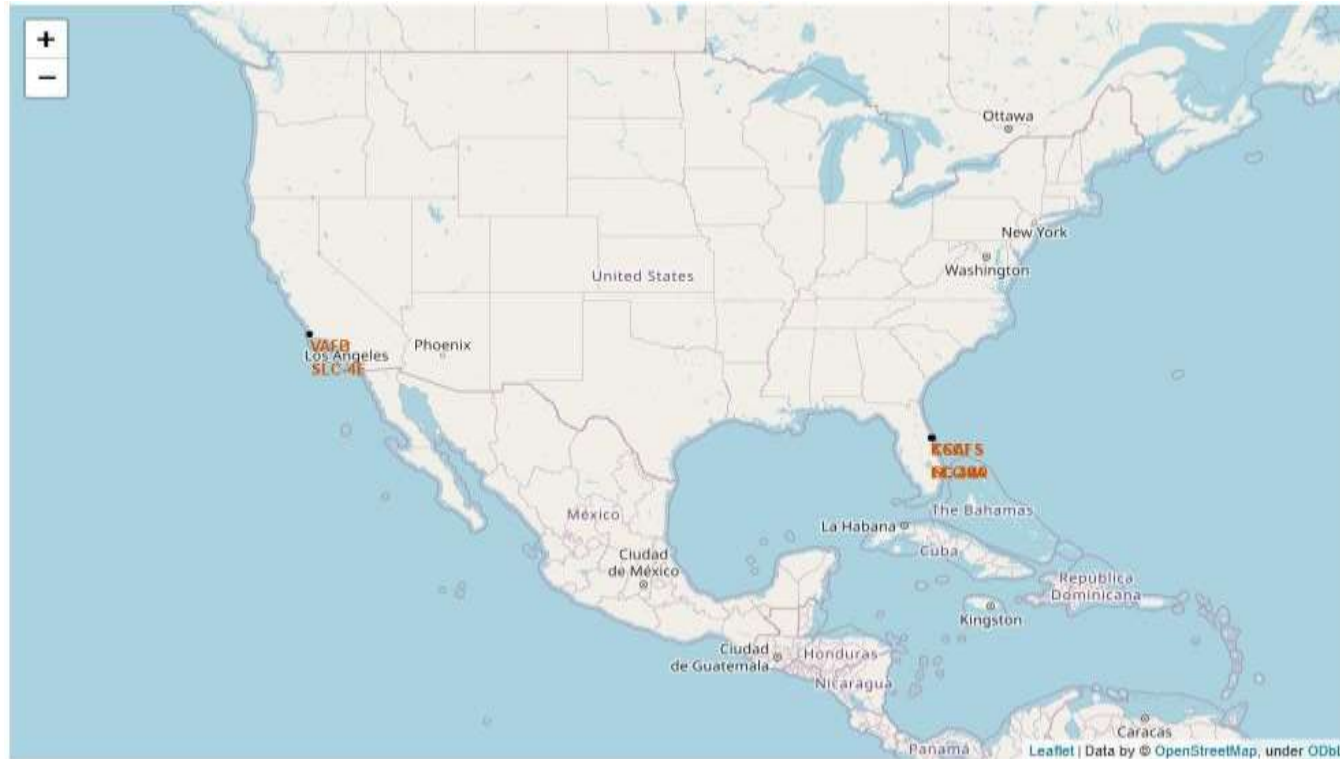 +
−
Ottawa
New York
Washington
United States
VAFB
Los Angeles
SLC-4E
Phoenix
México
The Bahamas
La Habana
Cuba
Ciudad
de México
República
Dominicana
Kingston
Ciudad
de Guatemala
Honduras
Nicaragua
Caracas
Panamá
Leaflet | Data by © OpenStreetMap, under ODbL